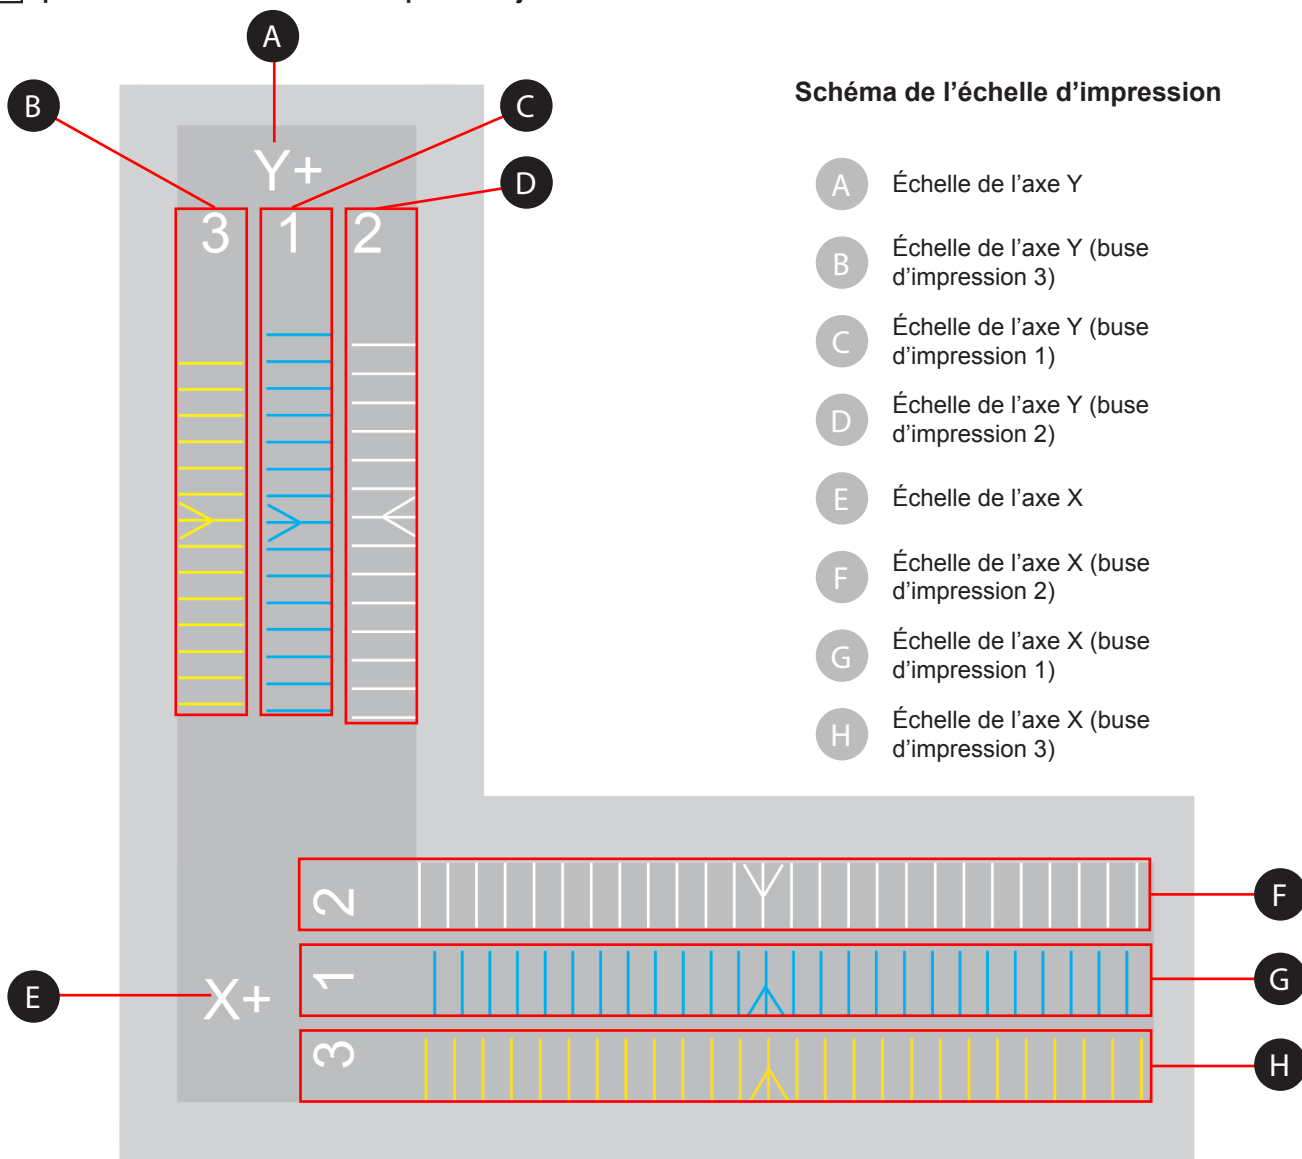 A
B
C
D
Y+
3 1 2
Schéma de l’échelle d’impression
A Échelle de l’axe Y
B Échelle de l’axe Y (buse
d’impression 3)
C Échelle de l’axe Y (buse
d’impression 1)
D Échelle de l’axe Y (buse
d’impression 2)
E Échelle de l’axe X
F Échelle de l’axe X (buse
d’impression 2)
G Échelle de l’axe X (buse
d’impression 1)
H Échelle de l’axe X (buse
d’impression 3)
2
F
1
G
E
X+
3
H